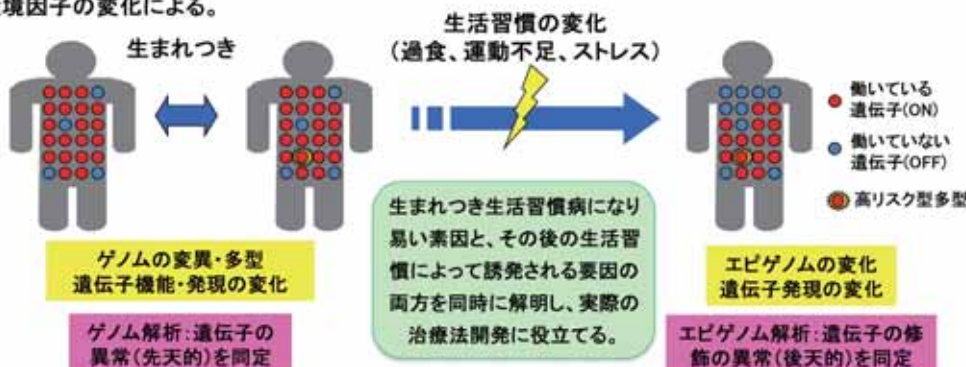 境因子の変化による。
生活習慣の変化
(過食、運動不足、ストレス)
生まれつき
働いている
遺伝子(ON)
働いていない
遺伝子(OFF)
高リスク型多型
生まれつき生活習慣病になり
易い素因と、その後の生活習
慣によって誘発される要因の
両方を同時に解明し、実際の
治療法開発に役立てる。
ゲノムの変異・多型
遺伝子機能・発現の変化
ゲノム解析:遺伝子の
異常(先天的)を同定
エピゲノムの変化
遺伝子発現の変化
エピゲノム解析:遺伝子の修
飾の異常(後天的)を同定